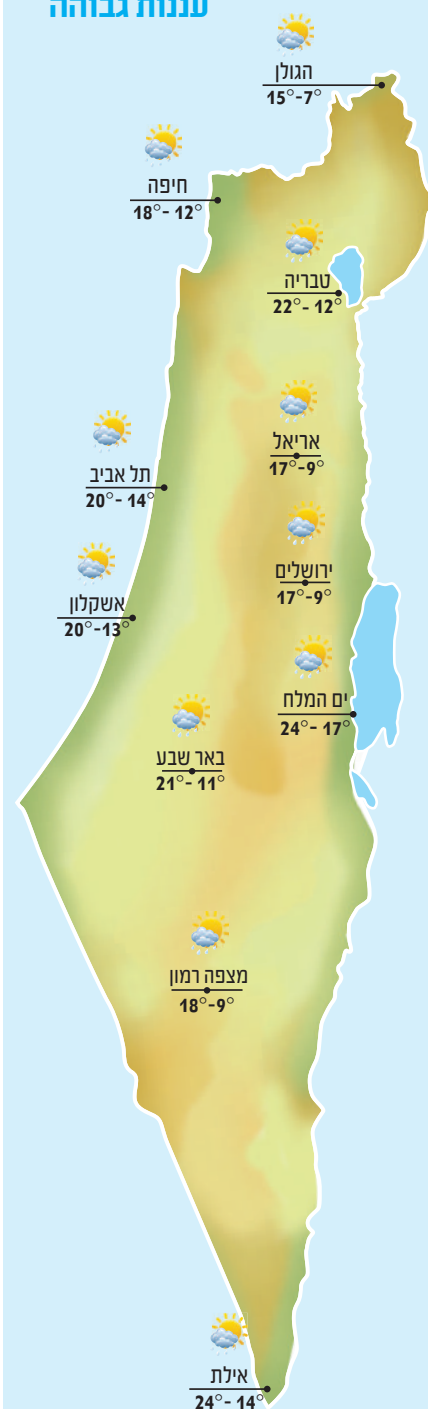 עננות גבוהה
הגולן
15°-7°
חיפה
18°- 12°
טבריה
22°- 12°
אריאל
17°-9°
תל אביב
20°- 14°
ירושלים
17°-9°
אשקלון
20°-13°
ים המלח
24°- 17°
באר שבע
21°- 11°
מצפה רמון
18°-9°
אילת
24°- 14°